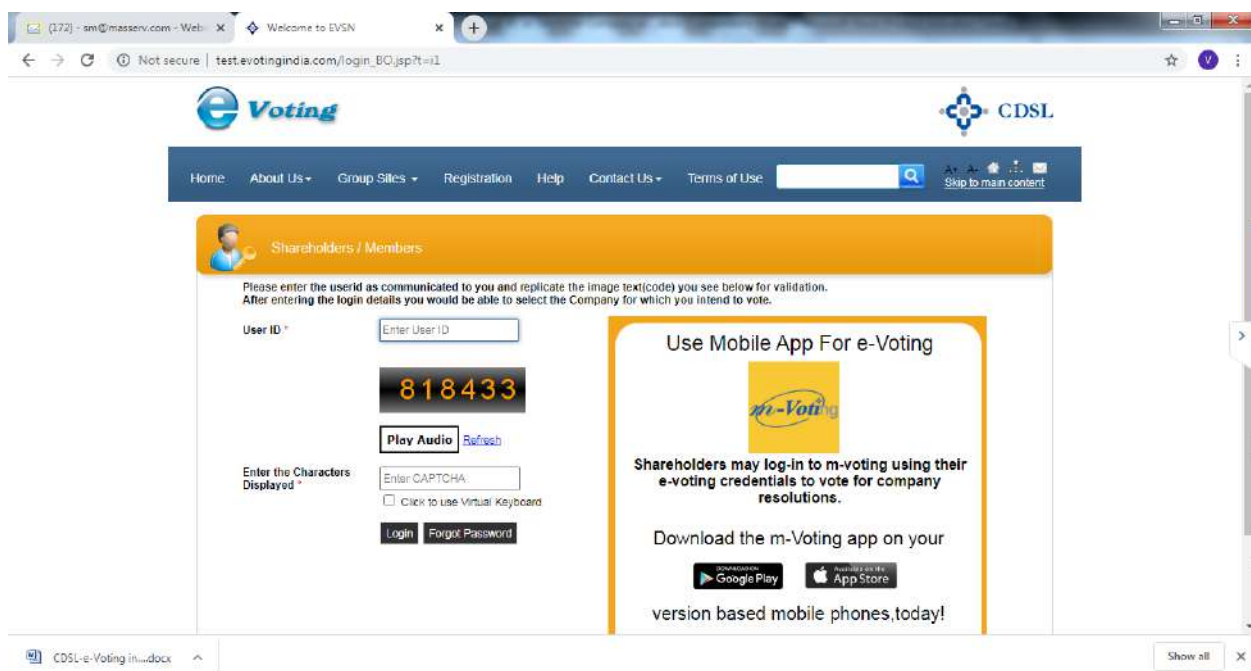 (172) - sm@masserv.com - Web
Welcome to EVSN
Not secure | test.evotingindia.com/login_BO.jsp?t=i1
V
e Voting
CDSL
Home About Us Group Sites Registration Help Contact Us Terms of Use
A+ A-
Skip to main content
Shareholders / Members
Please enter the userid as communicated to you and replicate the image text(code) you see below for validation.
After entering the login details you would be able to select the Company for which you intend to vote.
User ID *
Enter User ID
818433
Play Audio Refresh
Enter the Characters
Displayed *
Enter CAPTCHA
Click to use Virtual Keyboard
Login Forgot Password
Use Mobile App For e-Voting
m-Voting
Shareholders may log-in to m-voting using their
e-voting credentials to vote for company
resolutions.
Download the m-Voting app on your
Google Play
App Store
version based mobile phones,today!
CDSL-e-Voting in....docx
Show all